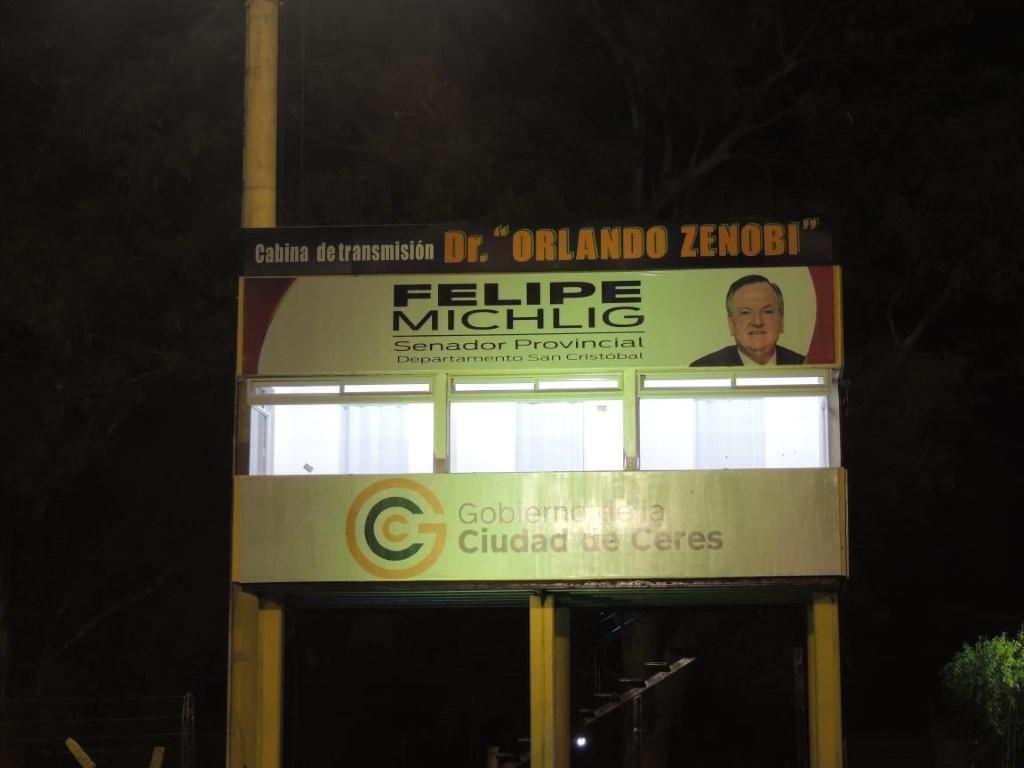 Cabina de transmisión Dr. "ORLANDO ZENOBI"
FELIPE
MICHLIG
Senador Provincial
Departamento San Cristóbal
GCC
Gobierno de la
Ciudad de Ceres